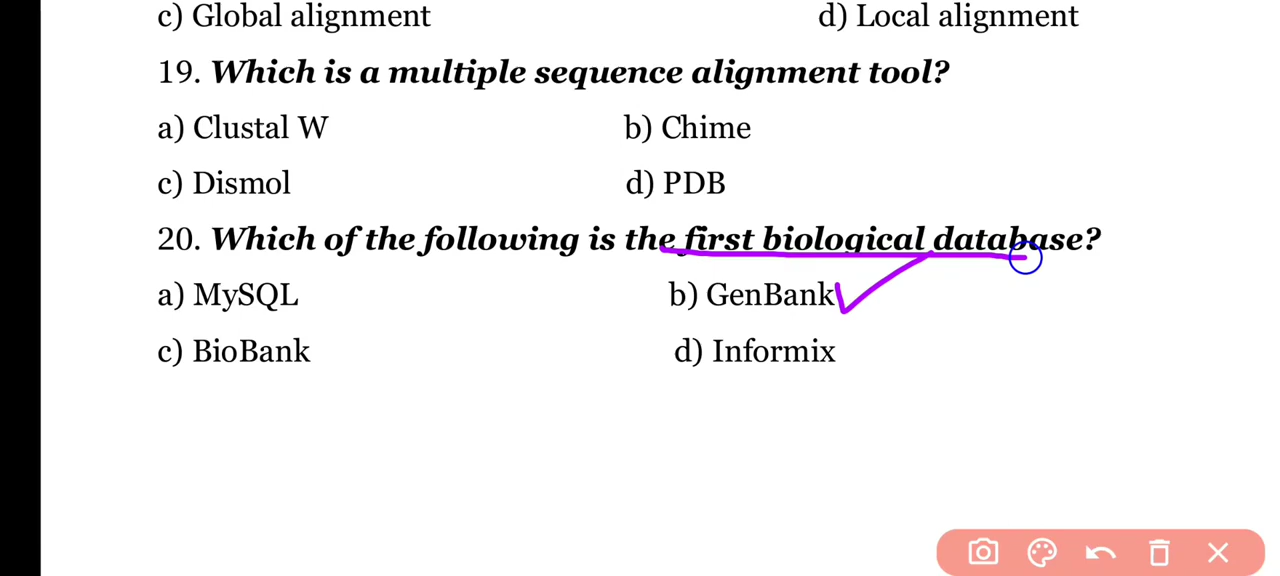 c) Global alignment d) Local alignment
19. Which is a multiple sequence alignment tool?
a) Clustal W b) Chime
c) Dismol d) PDB
20. Which of the following is the first biological database?
a) MySQL b) GenBank
c) BioBank d) Informix